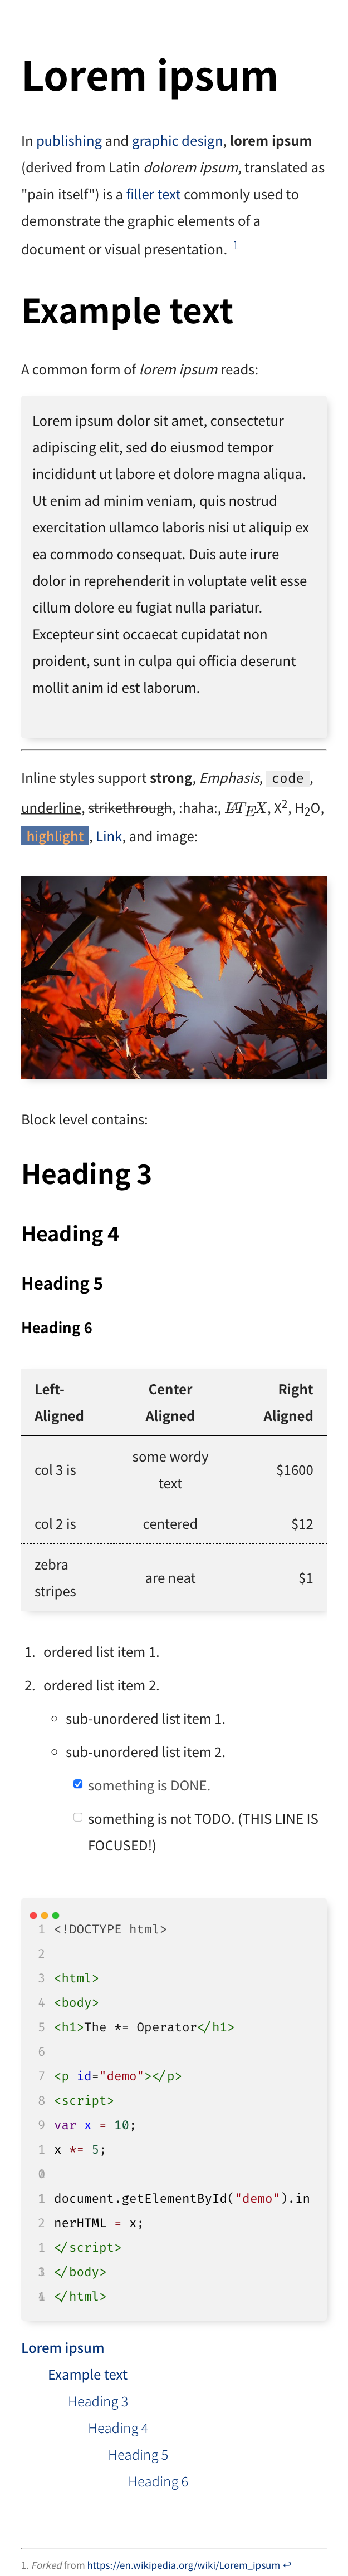 Lorem ipsum
In publishing and graphic design, lorem ipsum
(derived from Latin dolorem ipsum, translated as
"pain itself") is a filler text commonly used to
demonstrate the graphic elements of a
document or visual presentation. 1
Example text
A common form of lorem ipsum reads:
Lorem ipsum dolor sit amet, consectetur
adipiscing elit, sed do eiusmod tempor
incididunt ut labore et dolore magna aliqua.
Ut enim ad minim veniam, quis nostrud
exercitation ullamco laboris nisi ut aliquip ex
ea commodo consequat. Duis aute irure
dolor in reprehenderit in voluptate velit esse
cillum dolore eu fugiat nulla pariatur.
Excepteur sint occaecat cupidatat non
proident, sunt in culpa qui officia deserunt
mollit anim id est laborum.
Inline styles support strong, Emphasis, code,
underline, strikethrough, :haha:, LATEX, X2, H2O,
highlight, Link, and image:
Block level contains:
Heading 3
Heading 4
Heading 5
Heading 6
Left- Center Right
Aligned Aligned Aligned
col 3 is some wordy text $1600
col 2 is centered $12
zebra stripes are neat $1
1. ordered list item 1.
2. ordered list item 2.
sub-unordered list item 1.
sub-unordered list item 2.
something is DONE.
something is not TODO. (THIS LINE IS
FOCUSED!)
1 <!DOCTYPE html>
2
3 <html>
4 <body>
5 <h1>The *= Operator</h1>
6
7 <p id="demo"></p>
8 <script>
9 var x = 10;
1 x *= 5;
0
1 document.getElementById("demo").in
2 nerHTML = x;
1 </script>
3 </body>
4 </html>
Lorem ipsum
Example text
Heading 3
Heading 4
Heading 5
Heading 6
1. Forked from https://en.wikipedia.org/wiki/Lorem_ipsum ↩